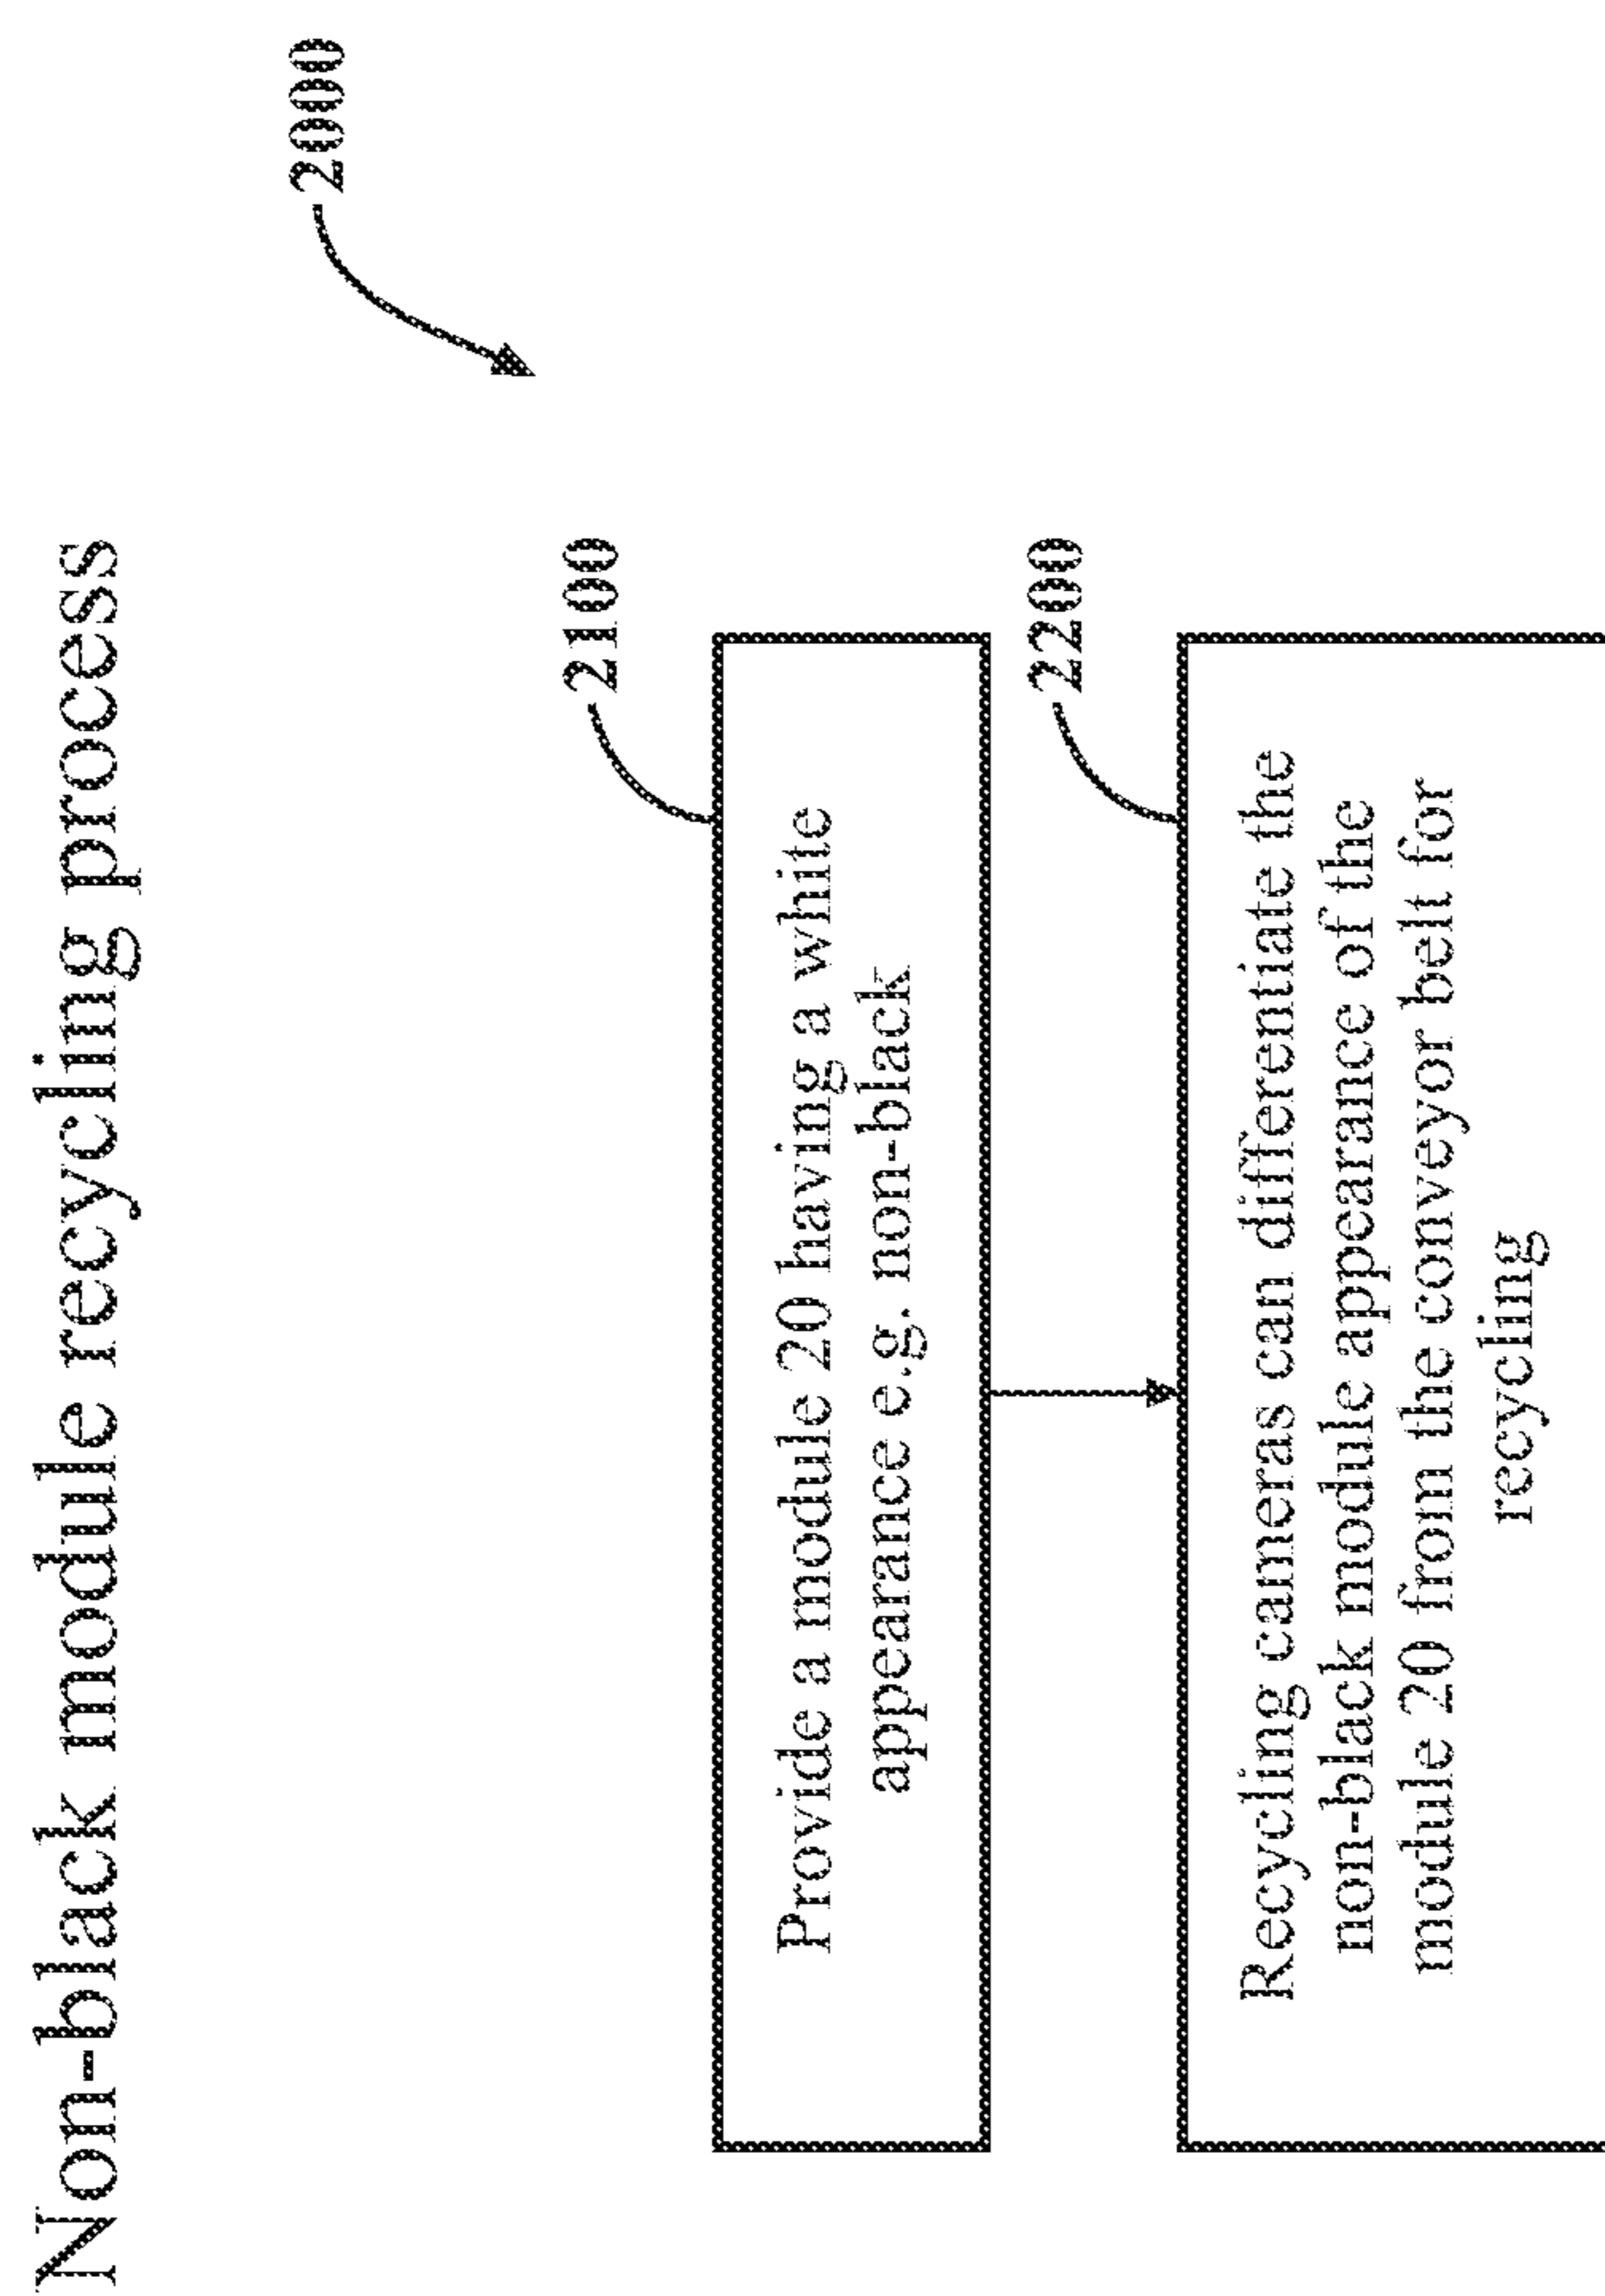 Non-black module recycling process
2000
2100
Provide a module 20 having a white
appearance e.g. non-black
2200
Recycling cameras can differentiate the
non-black module appearance of the
module 20 from the conveyor belt for
recycling